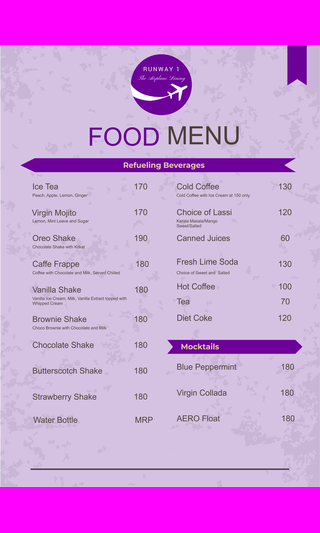 RUNWAY 1
The Airplane Dining
FOOD MENU
Refueling Beverages
Ice Tea 170
Peach, Apple, Lemon, Ginger
Virgin Mojito 170
Lemon, Mint Leave and Sugar
Oreo Shake 190
Chocolate Shake with Kitkat
Caffe Frappe 180
Coffee with Chocolate and Milk, Served Chilled
Vanilla Shake 180
Vanilla Ice Cream, Milk, Vanilla Extract topped with
Whipped Cream
Brownie Shake 180
Choco Brownie with Chocolate and Milk
Chocolate Shake 180
Butterscotch Shake 180
Strawberry Shake 180
Water Bottle MRP
Cold Coffee 130
Cold Coffee with Ice Cream at 150 only
Choice of Lassi 120
Kerala Masala/Mango
Sweet/Salted
Canned Juices 60
Fresh Lime Soda 130
Choice of Sweet and Salted
Hot Coffee 100
Tea 70
Diet Coke 120
Mocktails
Blue Peppermint 180
Virgin Collada 180
AERO Float 180